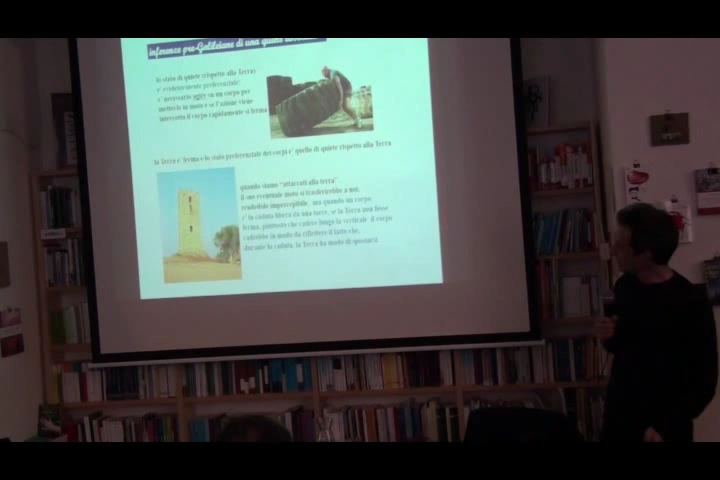 inferenze pre-Galileiane di una quiete
lo stato di quiete (rispetto alla Terra)
e' evidentemente preferenziale:
e' necessario agire su un corpo per
metterlo in moto e se l'azione viene
interrotta il corpo rapidamente si ferma
la Terra e' ferma e lo stato preferenziale dei corpi e' quello di quiete rispetto alla Terra
quando siamo "attaccati alla terra"
il suo eventuale moto si trasferirebbe a noi,
rendendolo impercepibile, ma quando un corpo
e' in caduta libera da una torre, se la Terra non fosse
ferma, piuttosto che cadere lungo la verticale il corpo
cadrebbe in modo da riflettere il fatto che,
durante la caduta, la Terra ha modo di spostarsi